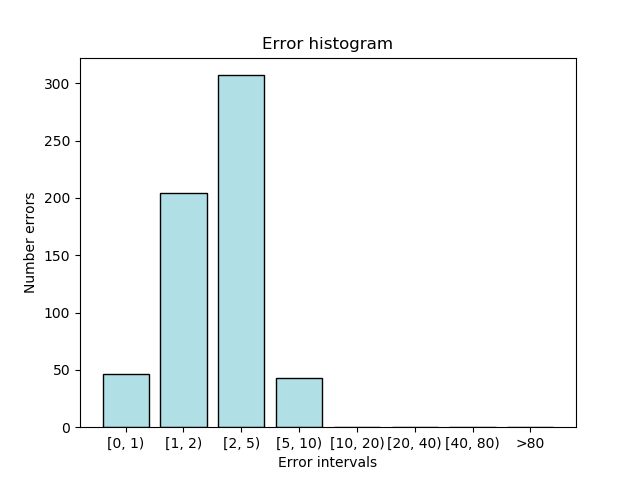 Error histogram
Number errors
300
250
200
150
100
50
0
[0, 1) [1, 2) [2, 5) [5, 10) [10, 20) [20, 40) [40, 80) >80
Error intervals